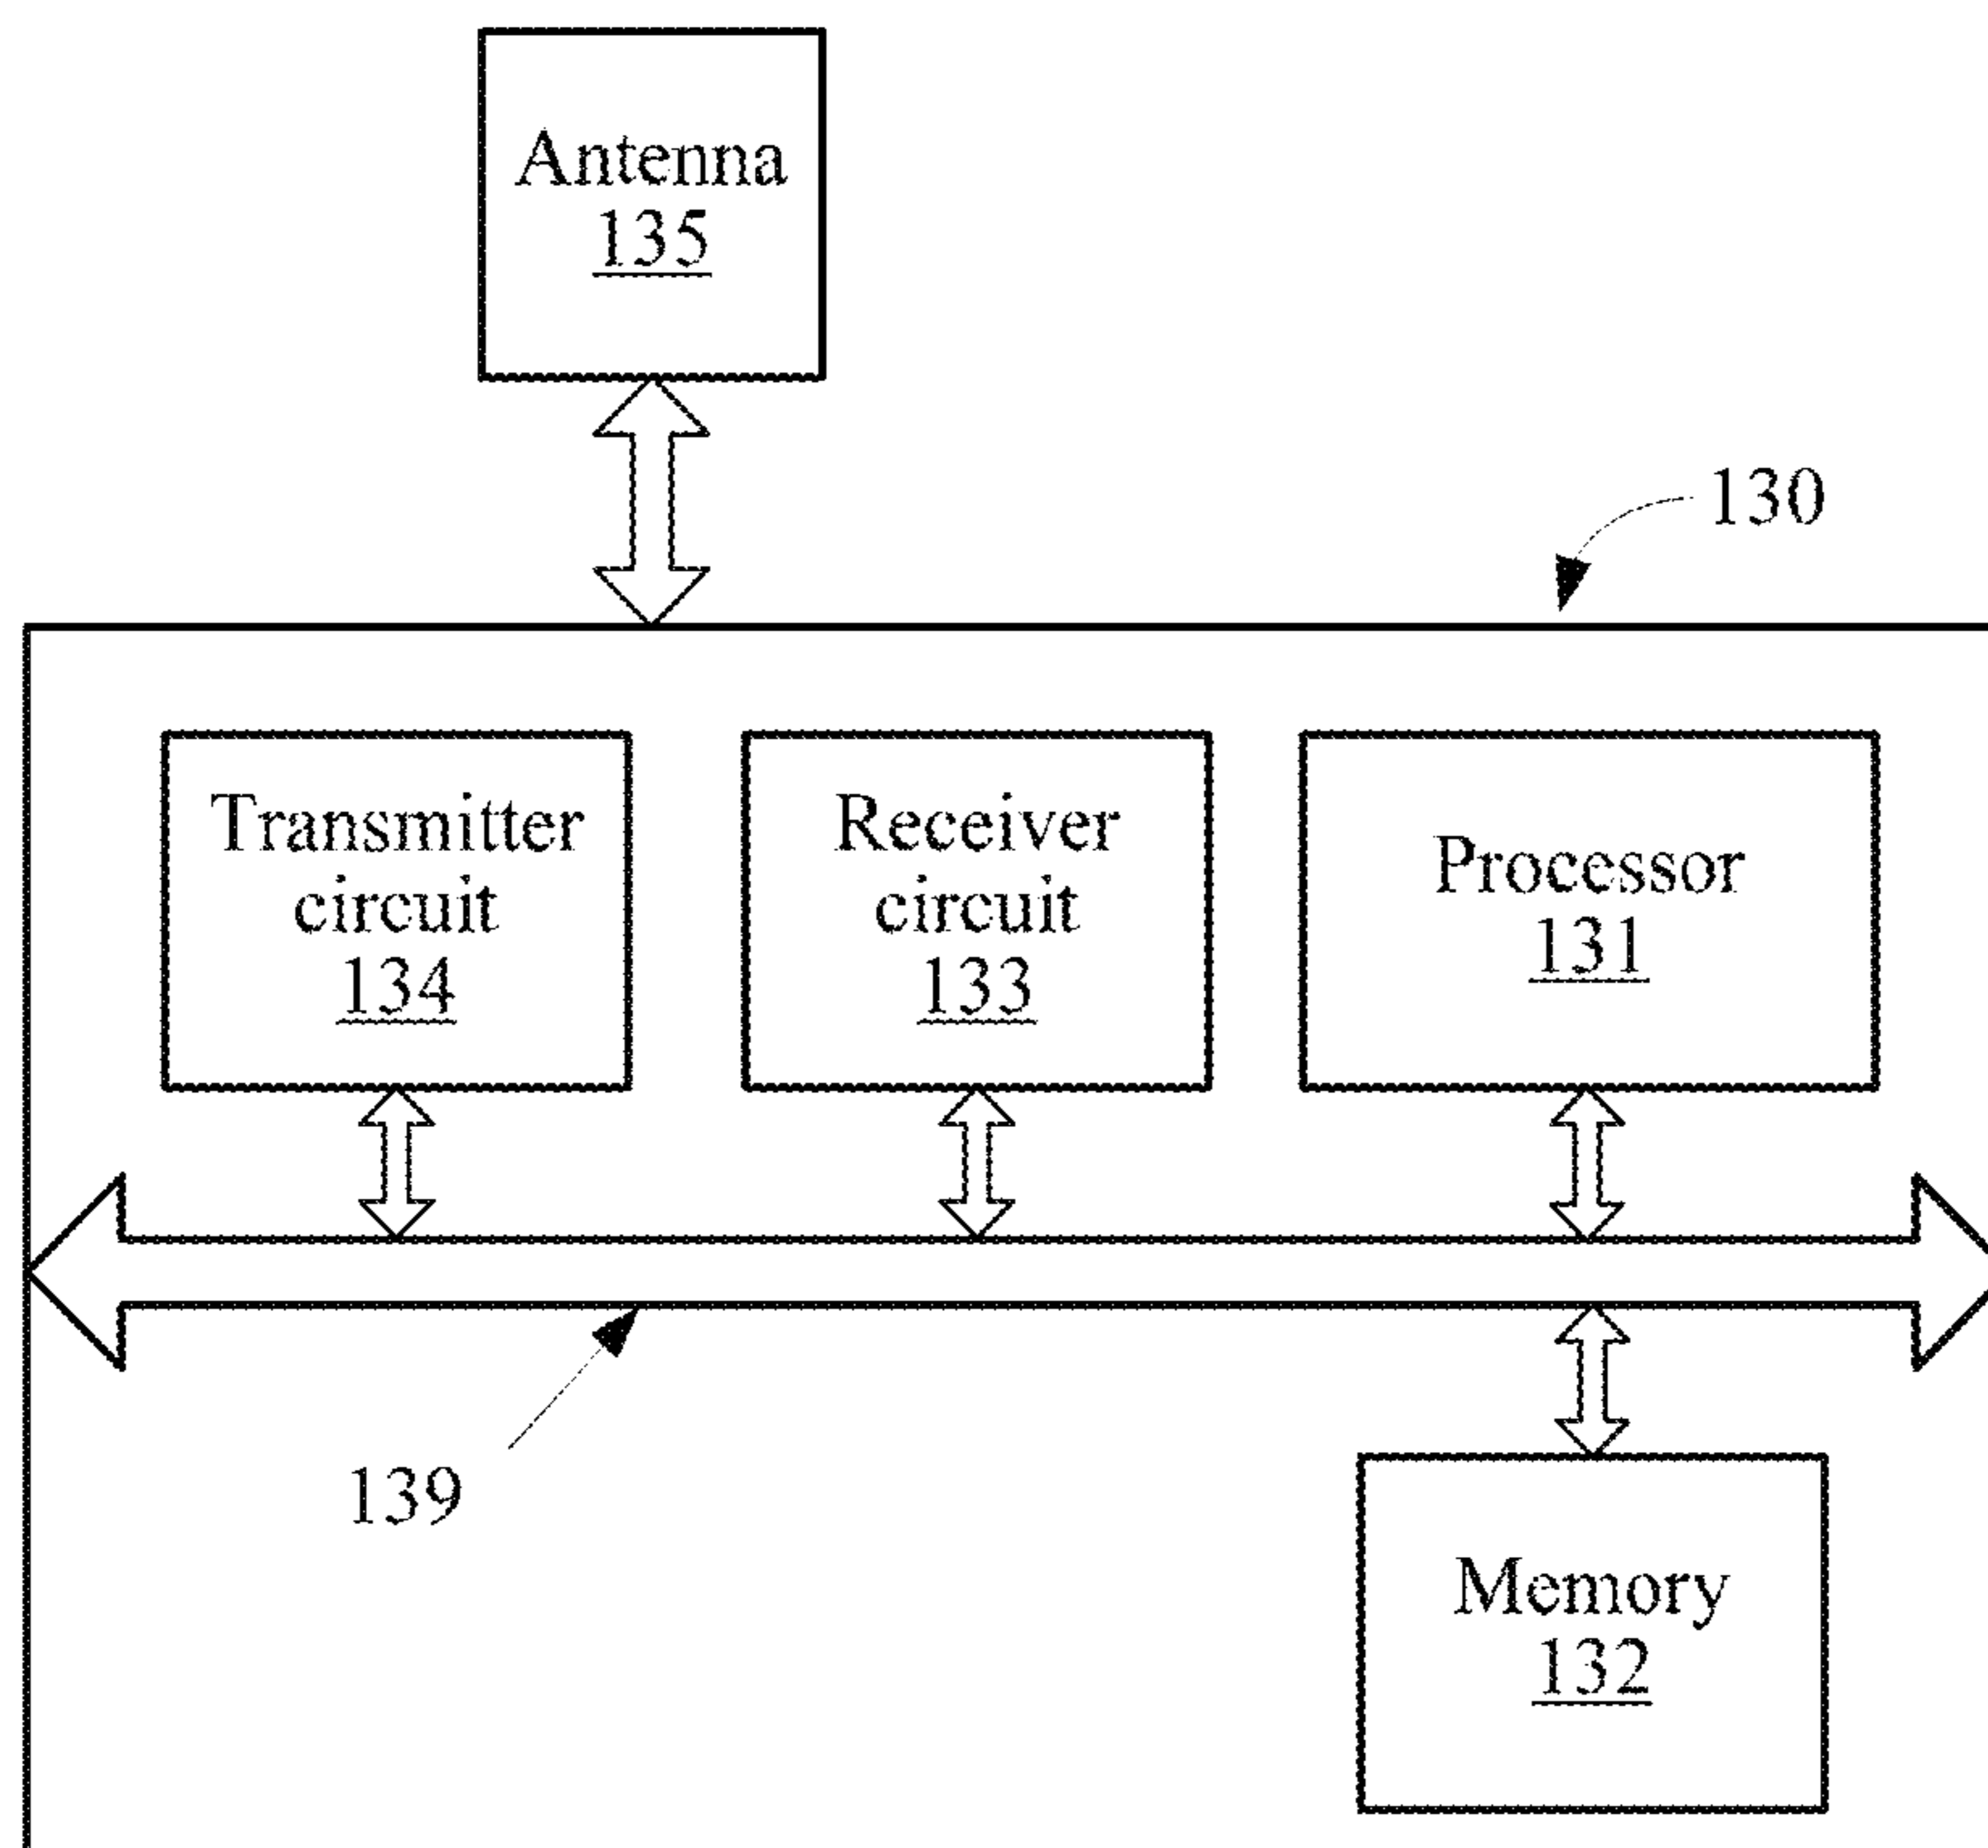 Antenna
135
130
Transmitter
circuit
134
Receiver
circuit
133
Processor
131
139
Memory
132